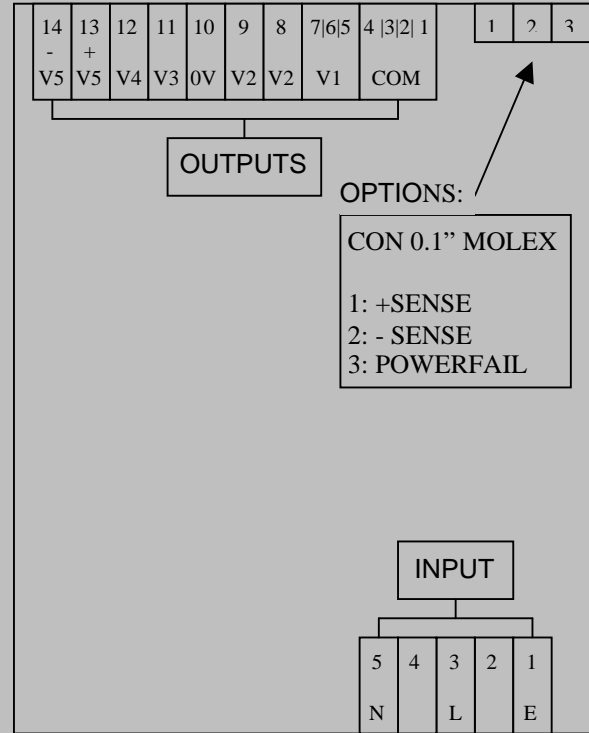 14 13 12 11 10 9 8 7|6|5 4 |3|2| 1
- +
V5 V5 V4 V3 0V V2 V2 V1 COM
1 2 3
OUTPUTS
OPTIONS:
CON 0.1” MOLEX
1: +SENSE
2: - SENSE
3: POWERFAIL
INPUT
5 4 3 2 1
N L E